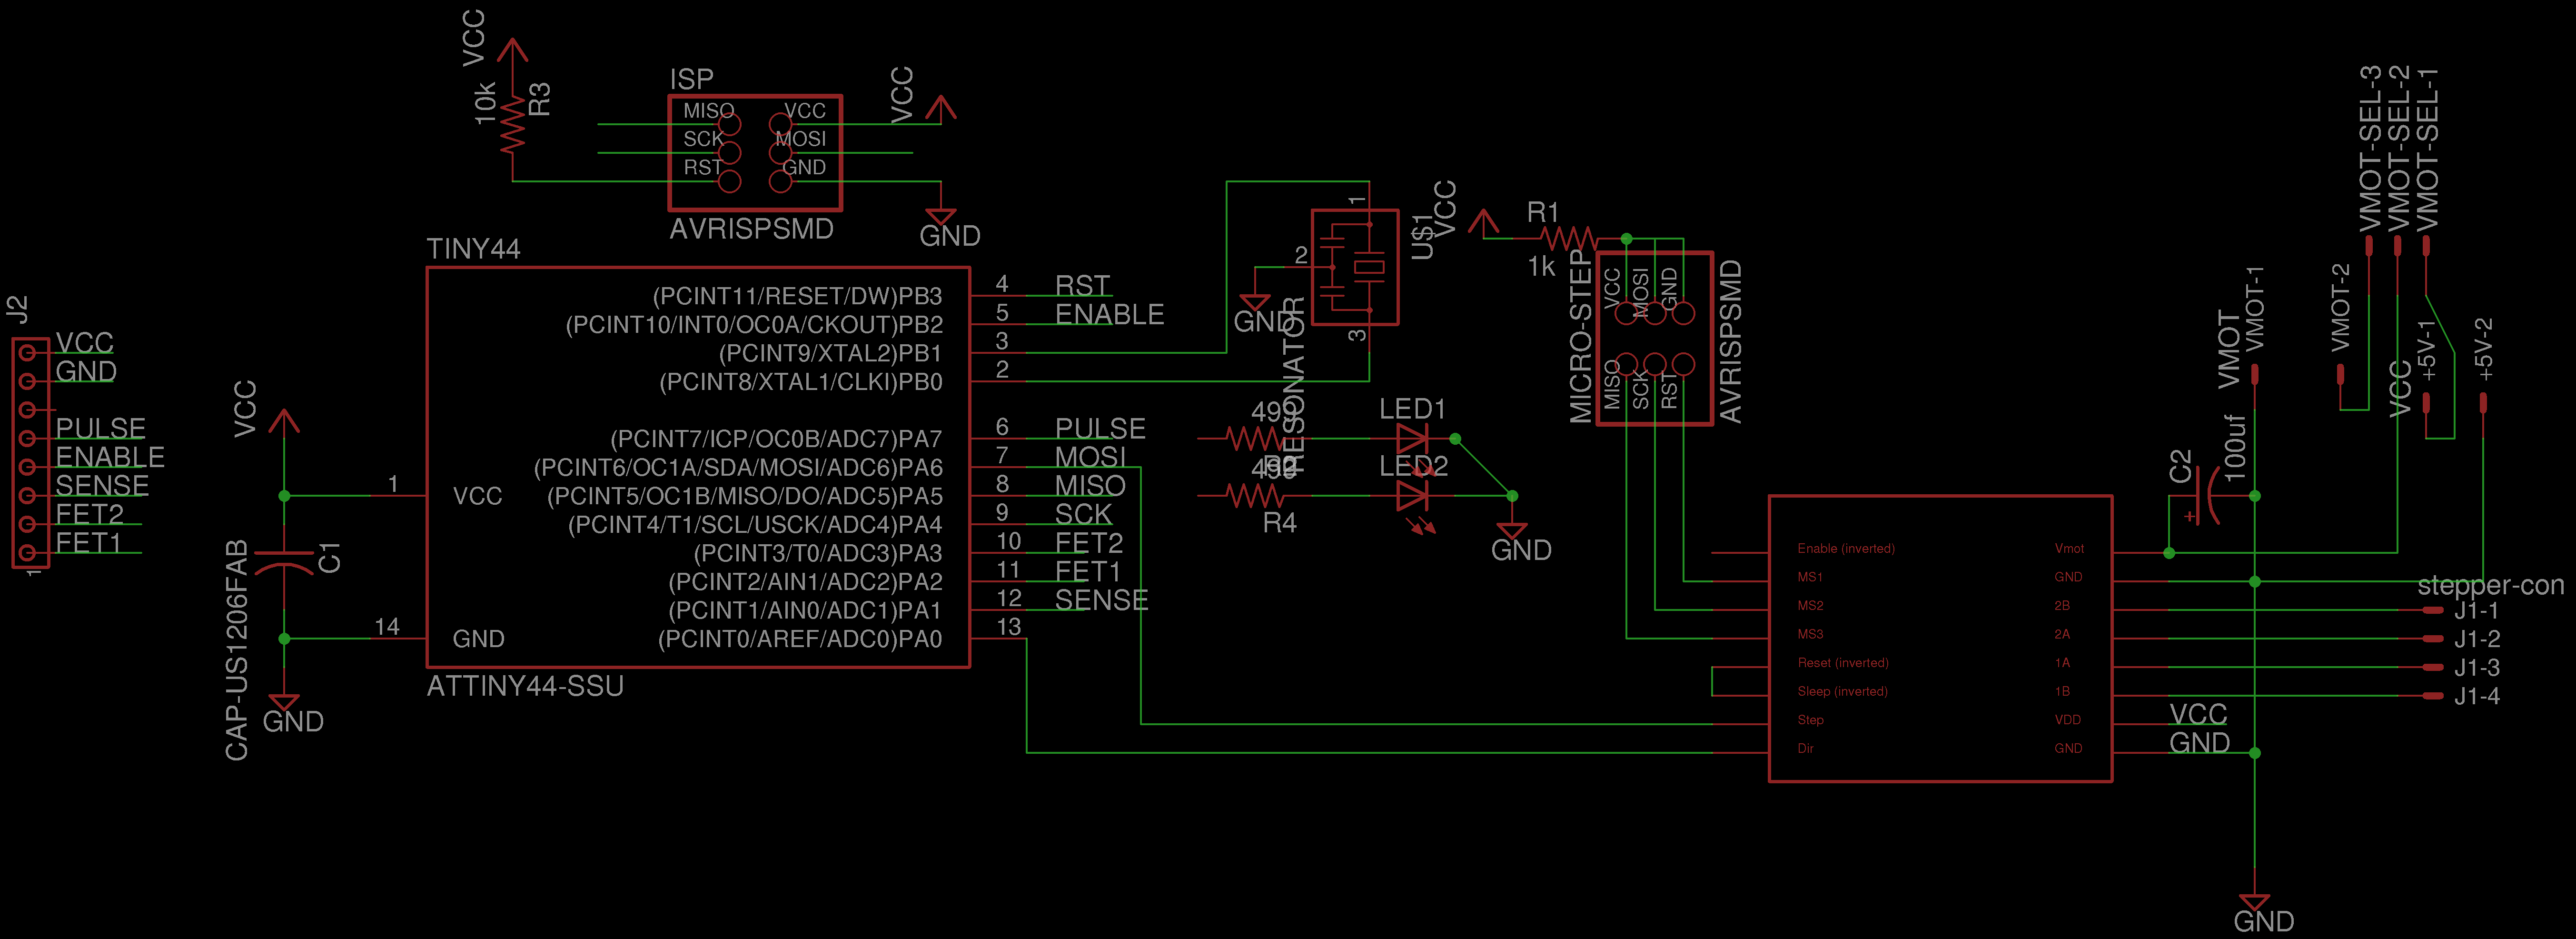 VCC
10k
R3
ISP
MISO
VCC
SCK
MOSI
RST
GND
AVRISPSMD
VCC
GND
J2
VCC
GND
PULSE
ENABLE
SENSE
FET2
FET1
1
VCC
CAP-US1206FAB
C1
GND
TINY44
(PCINT11/RESET/DW)PB3
4
RST
(PCINT10/INT0/OC0A/CKOUT)PB2
5
ENABLE
(PCINT9/XTAL2)PB1
3
(PCINT8/XTAL1/CLKI)PB0
2
(PCINT7/ICP/OC0B/ADC7)PA7
6
PULSE
(PCINT6/OC1A/SDA/MOSI/ADC6)PA6
7
MOSI
1
VCC
(PCINT5/OC1B/MISO/DO/ADC5)PA5
8
MISO
(PCINT4/T1/SCL/USCK/ADC4)PA4
9
SCK
(PCINT3/T0/ADC3)PA3
10
FET2
(PCINT2/AIN1/ADC2)PA2
11
FET1
(PCINT1/AIN0/ADC1)PA1
12
SENSE
14
GND
(PCINT0/AREF/ADC0)PA0
13
ATTINY44-SSU
1
2
3
US1
GND
RESONATOR
LED1
LED2
R4
GND
VCC
R1
1k
MICRO-STEP
VCC
MOSI
GND
MISO
SCK
RST
AVRISPSMD
Enable (inverted)
MS1
MS2
MS3
Reset (inverted)
Sleep (inverted)
Step
Dir
Vmot
GND
2B
2A
1A
1B
VDD
GND
VCC
GND
C2
+
100uf
VMOT
VMOT-1
VMOT-2
VMOT-SEL-3
VMOT-SEL-2
VMOT-SEL-1
VCC
+5V-1
+5V-2
stepper-con
J1-1
J1-2
J1-3
J1-4
GND